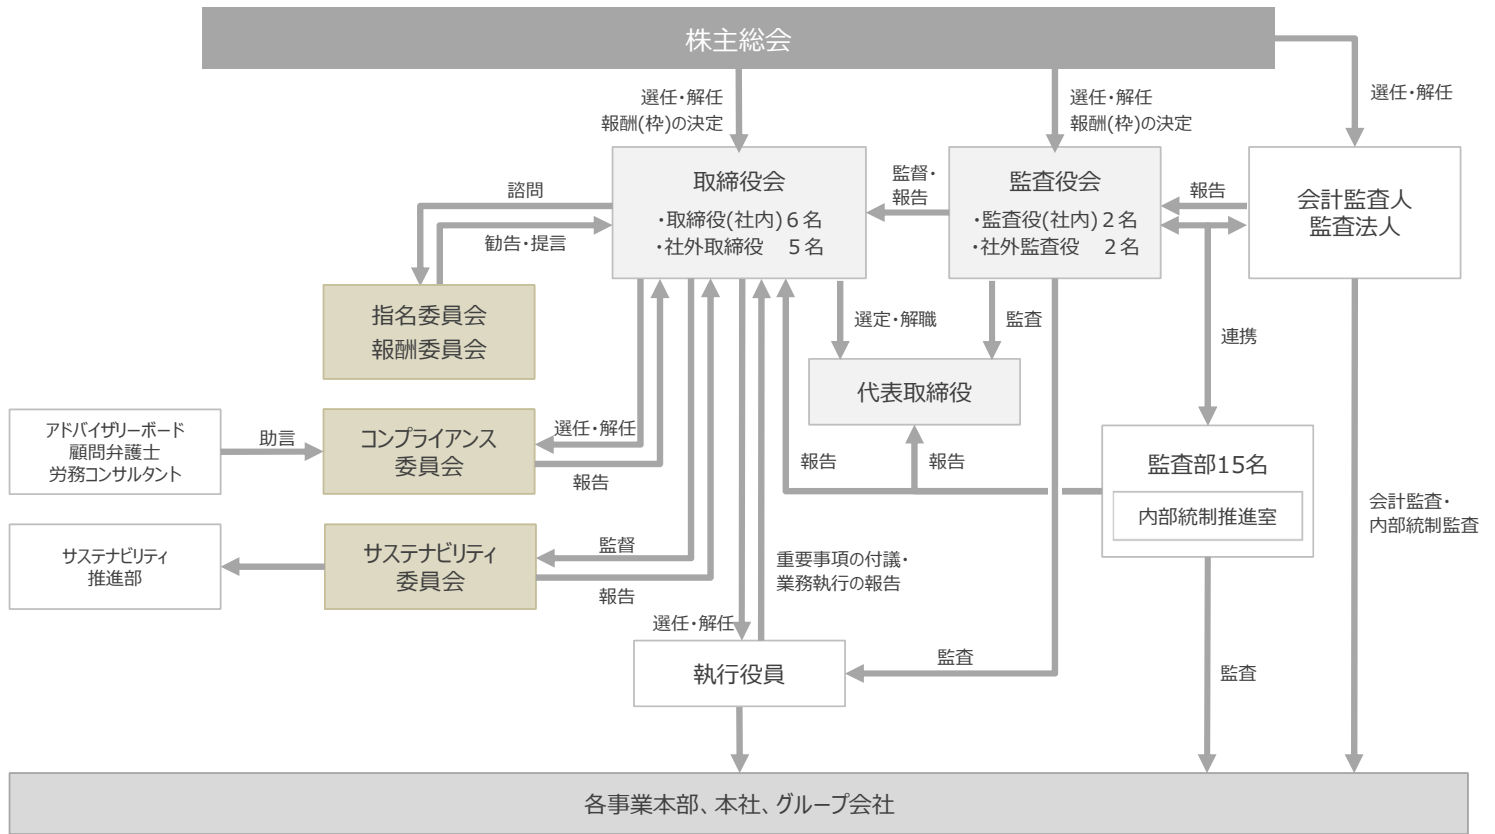 株主総会
選任・解任
報酬(枠)の決定
選任・解任
報酬(枠)の決定
選任・解任
取締役会
・取締役(社内)6名
・社外取締役 5名
監督・
報告
監査役会
・監査役(社内)2名
・社外監査役 2名
報告
会計監査人
監査法人
諮問
勧告・提言
指名委員会
報酬委員会
選定・解職
監査
連携
代表取締役
アドバイザリーボード
顧問弁護士
労務コンサルタント
助言
コンプライアンス
委員会
選任・解任
報告
報告
報告
監査部15名
内部統制推進室
会計監査・
内部統制監査
サステナビリティ
推進部
サステナビリティ
委員会
監督
報告
重要事項の付議・
業務執行の報告
選任・解任
執行役員
監査
監査
各事業本部、本社、グループ会社